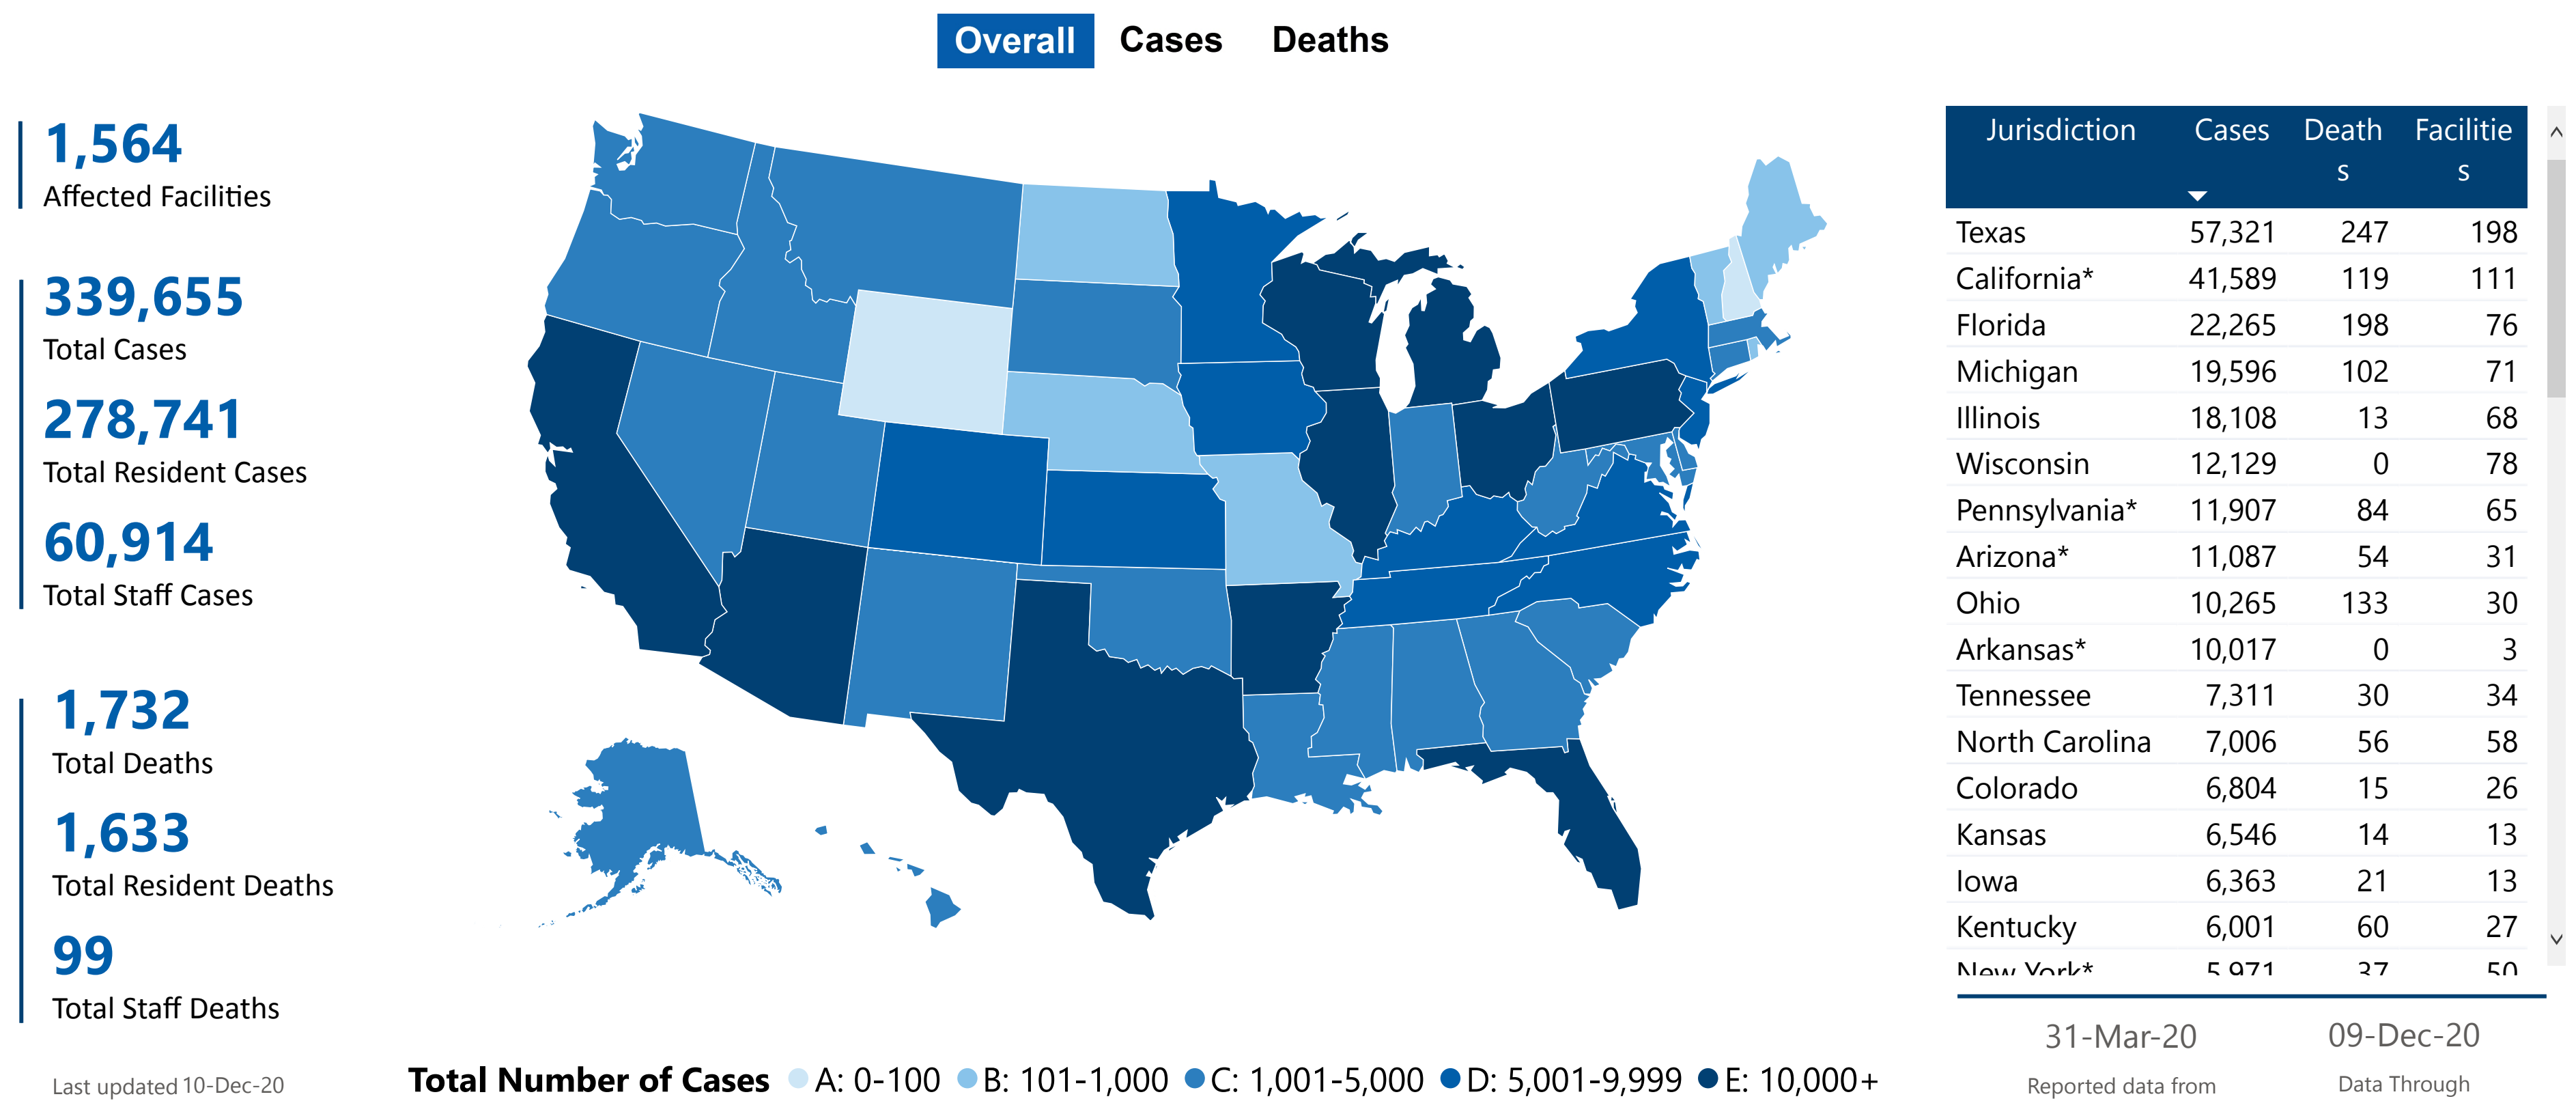 Overall Cases Deaths
1,564
Affected Facilities
339,655
Total Cases
278,741
Total Resident Cases
60,914
Total Staff Cases
1,732
Total Deaths
1,633
Total Resident Deaths
99
Total Staff Deaths
Last updated 10-Dec-20
Total Number of Cases A: 0-100 B: 101-1,000 C: 1,001-5,000 D: 5,001-9,999 E: 10,000+
Jurisdiction Cases Death Facilitie
s s
Texas 57,321 247 198
California* 41,589 119 111
Florida 22,265 198 76
Michigan 19,596 102 71
Illinois 18,108 13 68
Wisconsin 12,129 0 78
Pennsylvania* 11,907 84 65
Arizona* 11,087 54 31
Ohio 10,265 133 30
Arkansas* 10,017 0 3
Tennessee 7,311 30 34
North Carolina 7,006 56 58
Colorado 6,804 15 26
Kansas 6,546 14 13
Iowa 6,363 21 13
Kentucky 6,001 60 27
New York* 5,971 37 50
31-Mar-20 09-Dec-20
Reported data from Data Through